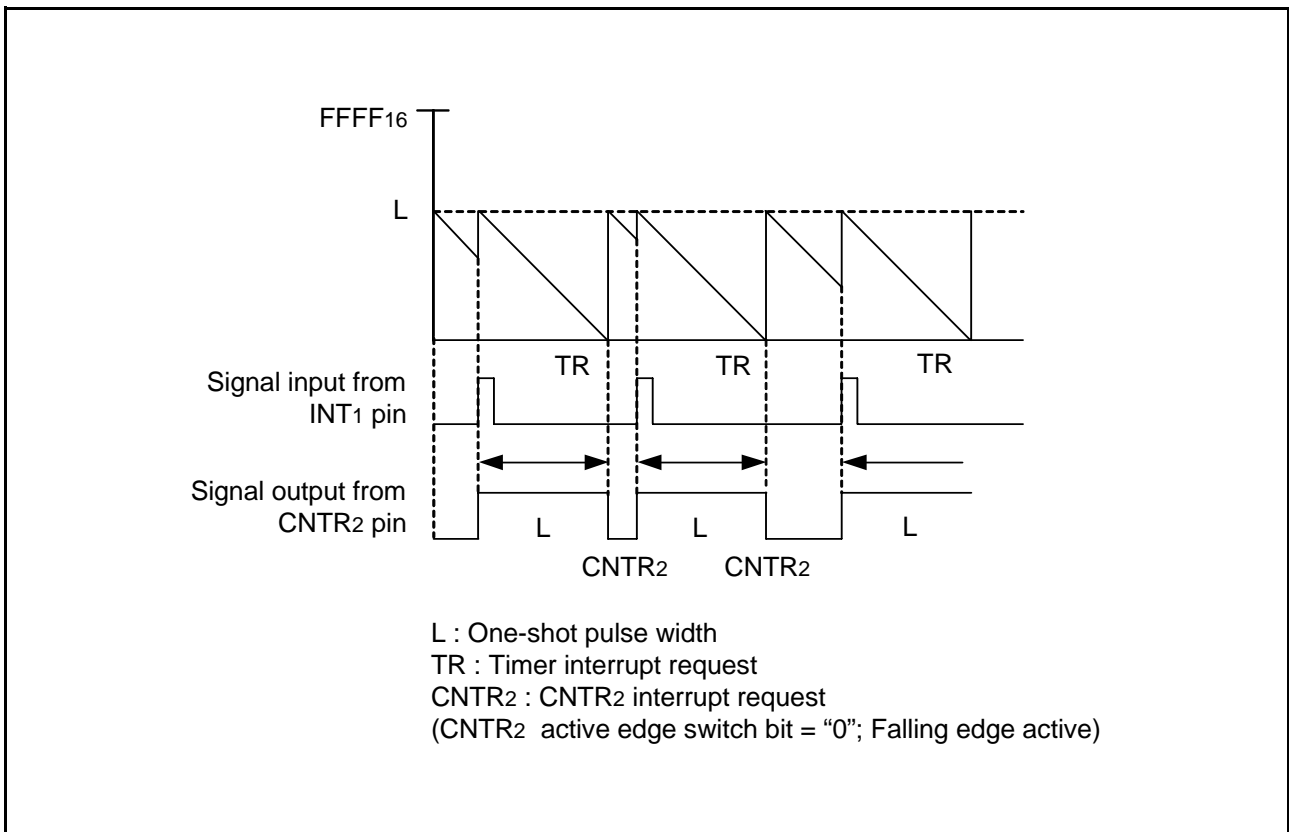 FFFF16
L
TR TR TR
Signal input from
INT1 pin
Signal output from
CNTR2 pin
L L L
CNTR2 CNTR2
L : One-shot pulse width
TR : Timer interrupt request
CNTR2 : CNTR2 interrupt request
(CNTR2 active edge switch bit = “0”; Falling edge active)